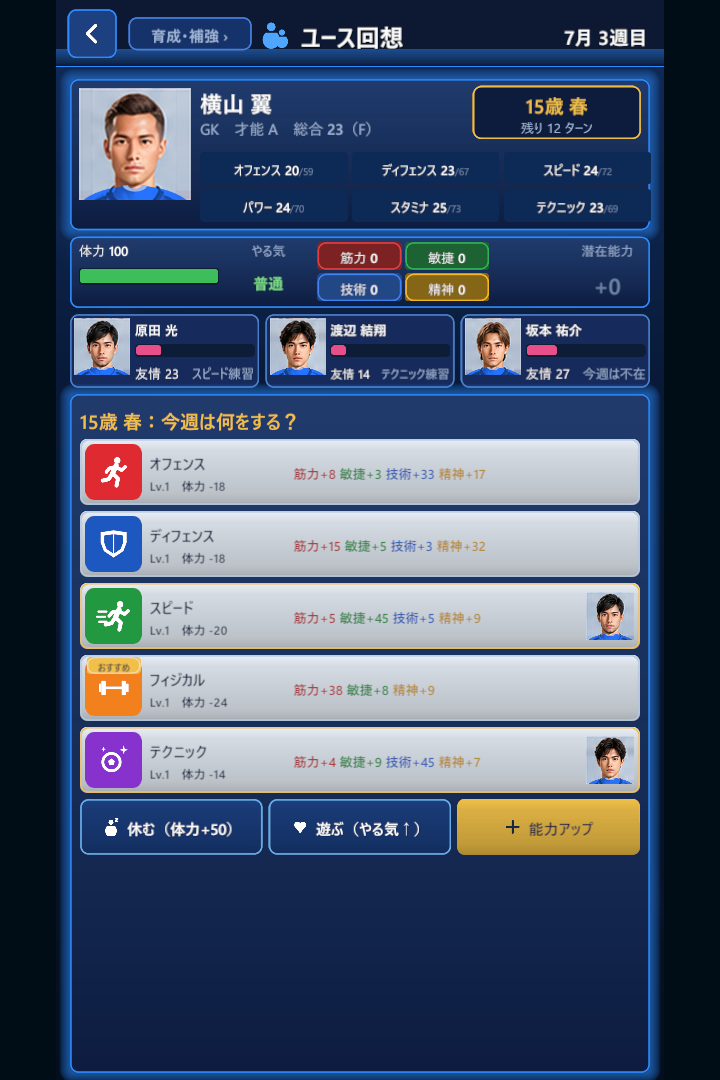 育成・補強 ›
ユース回想
7月 3週目
横山 翼
GK 才能 A 総合 23（F）
15歳 春
残り 12 ターン
オフェンス 20/59
ディフェンス 23/67
スピード 24/72
パワー 24/70
スタミナ 25/73
テクニック 23/69
体力 100
やる気
普通
筋力 0
敏捷 0
技術 0
精神 0
潜在能力
+0
原田 光
友情 23 スピード練習
渡辺 結翔
友情 14 テクニック練習
坂本 祐介
友情 27 今週は不在
15歳 春：今週は何をする？
オフェンス
Lv.1 体力 -18
筋力+8 敏捷+3 技術+33 精神+17
ディフェンス
Lv.1 体力 -18
筋力+15 敏捷+5 技術+3 精神+32
スピード
Lv.1 体力 -20
筋力+5 敏捷+45 技術+5 精神+9
おすすめ
フィジカル
Lv.1 体力 -24
筋力+38 敏捷+8 精神+9
テクニック
Lv.1 体力 -14
筋力+4 敏捷+9 技術+45 精神+7
休む（体力+50）
遊ぶ（やる気↑）
＋ 能力アップ